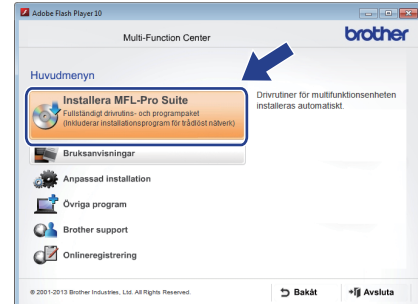 Adobe Flash Player 10
Multi-Function Center
brother
Huvudmenyn
Installera MFL-Pro Suite
Fullständigt drivrutins- och programpaket
(Inkluderar installationsprogram för trådlöst nätverk)
Drivrutiner för multifunktionsenheten
installeras automatiskt.
Bruksanvisningar
Anpassad installation
Övriga program
Brother support
Onlineregistrering
© 2001-2013 Brother Industries, Ltd. All Rights Reserved.
Bakåt
Avsluta